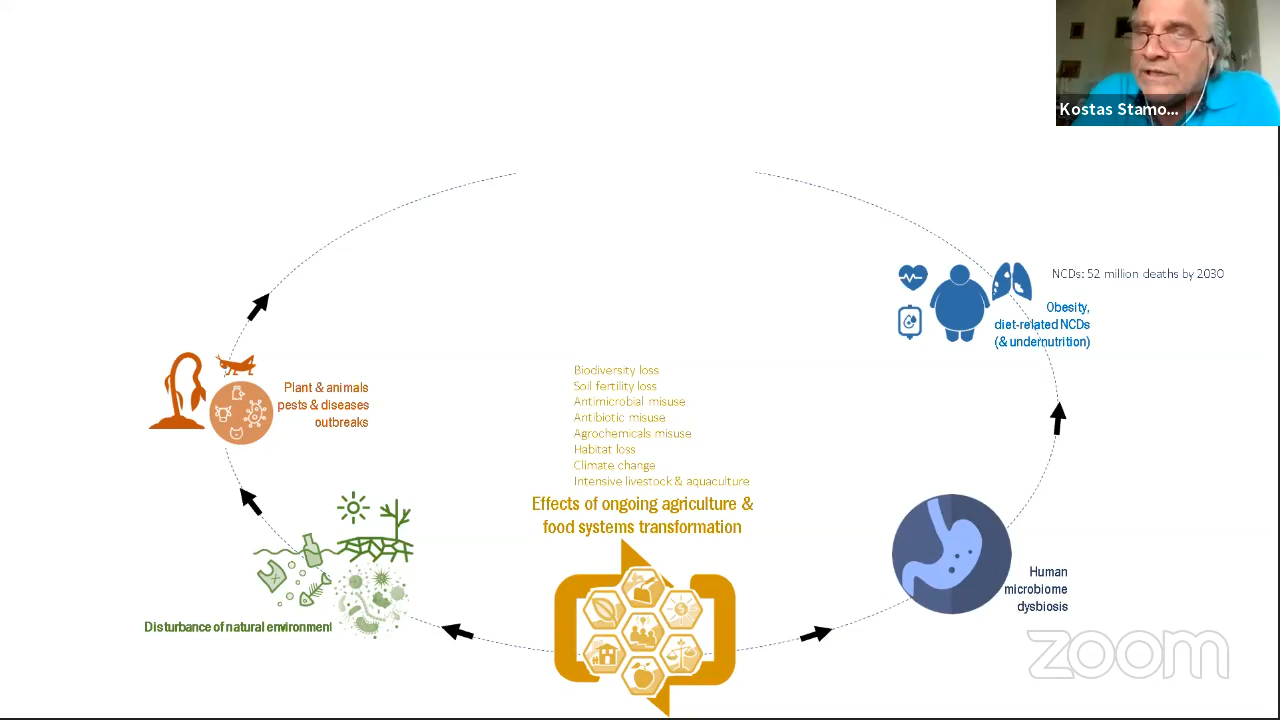 Kostas Stamo...
NCDs: 52 million deaths by 2030
Obesity,
diet-related NCDs
(& undernutrition)
Plant & animals
pests & diseases
outbreaks
Biodiversity loss
Soil fertility loss
Antimicrobial misuse
Antibiotic misuse
Agrochemicals misuse
Habitat loss
Climate change
Intensive livestock & aquaculture
Effects of ongoing agriculture &
food systems transformation
Human
microbiome
dysbiosis
Disturbance of natural environment
zoom